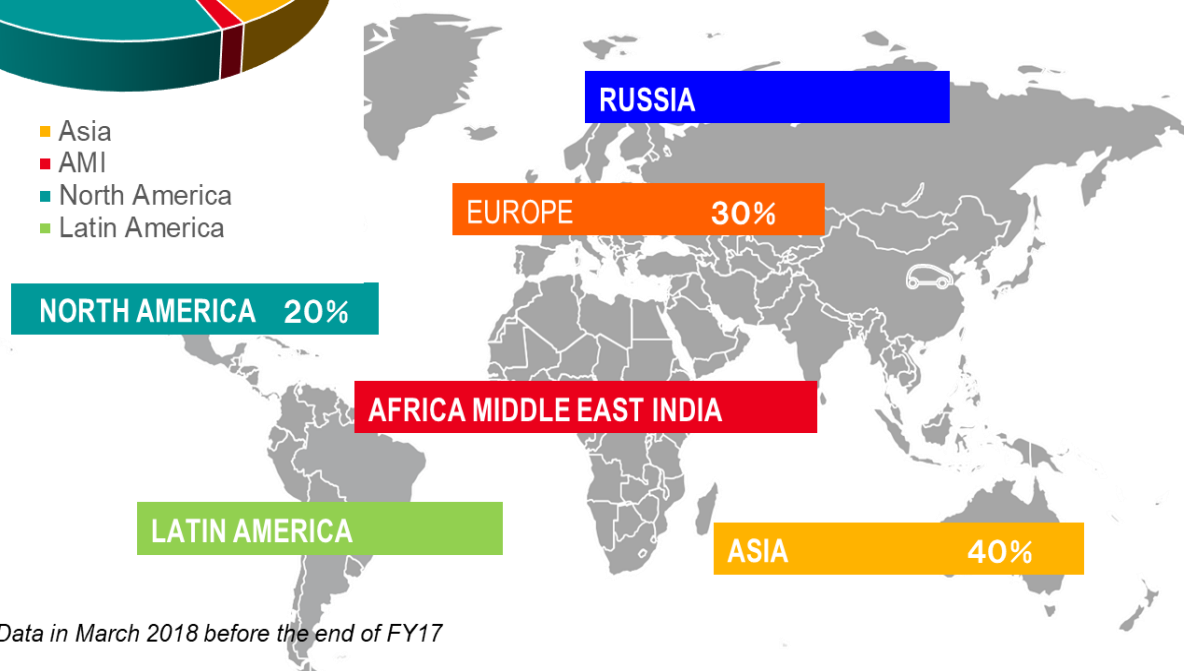 Asia
AMI
North America
Latin America
RUSSIA
EUROPE 30%
NORTH AMERICA 20%
AFRICA MIDDLE EAST INDIA
LATIN AMERICA
ASIA 40%
Data in March 2018 before the end of FY17